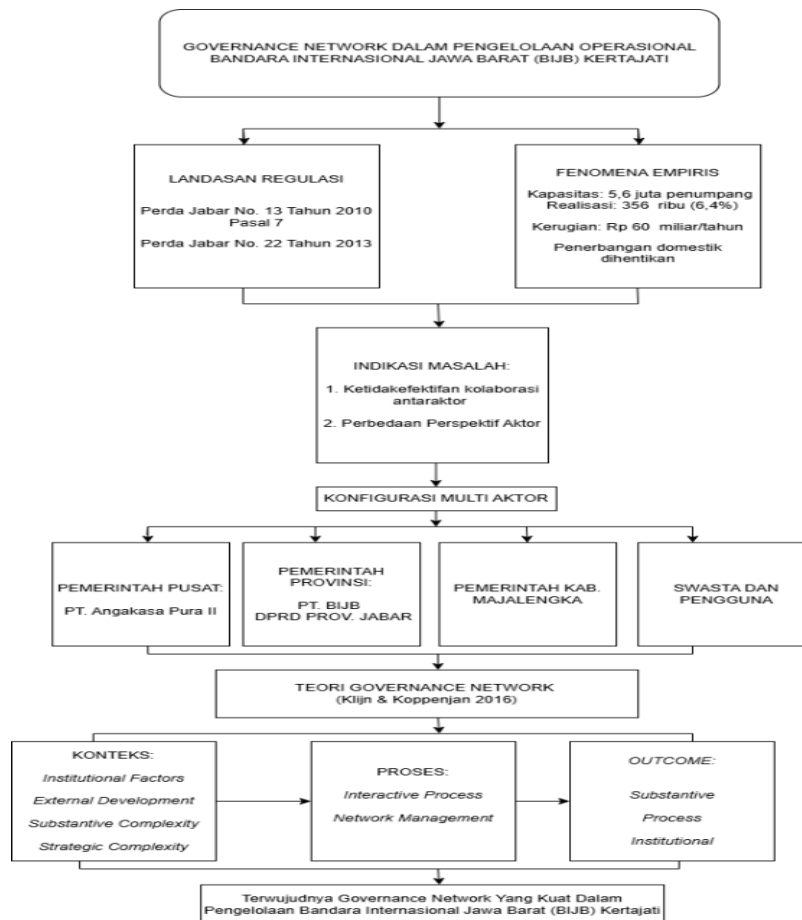 GOVERNANCE NETWORK DALAM PENGELOLAAN OPERASIONAL
BANDARA INTERNASIONAL JAWA BARAT (BIJB) KERTAJATI
LANDASAN REGULASI
Perda Jabar No. 13 Tahun 2010
Pasal 7
Perda Jabar No. 22 Tahun 2013
FENOMENA EMPIRIS
Kapasitas: 5,6 juta penumpang
Realisasi: 356 ribu (6,4%)
Kerugian: Rp 60 miliar/tahun
Penerbangan domestik
dihentikan
INDIKASI MASALAH:
1. Ketidakefektifan kolaborasi
antaraktor
2. Perbedaan Perspektif Aktor
KONFIGURASI MULTI AKTOR
PEMERINTAH PUSAT:
PT. Angakasa Pura II
PEMERINTAH
PROVINSI:
PT. BIJB
DPRD PROV. JABAR
PEMERINTAH KAB.
MAJALENGKA
SWASTA DAN
PENGGUNA
TEORI GOVERNANCE NETWORK
(Klijn & Koppenjan 2016)
KONTEKS:
Institutional Factors
External Development
Substantive Complexity
Strategic Complexity
PROSES:
Interactive Process
Network Management
OUTCOME:
Substantive
Process
Institutional
Terwujudnya Governance Network Yang Kuat Dalam
Pengelolaan Bandara Internasional Jawa Barat (BIJB) Kertajati